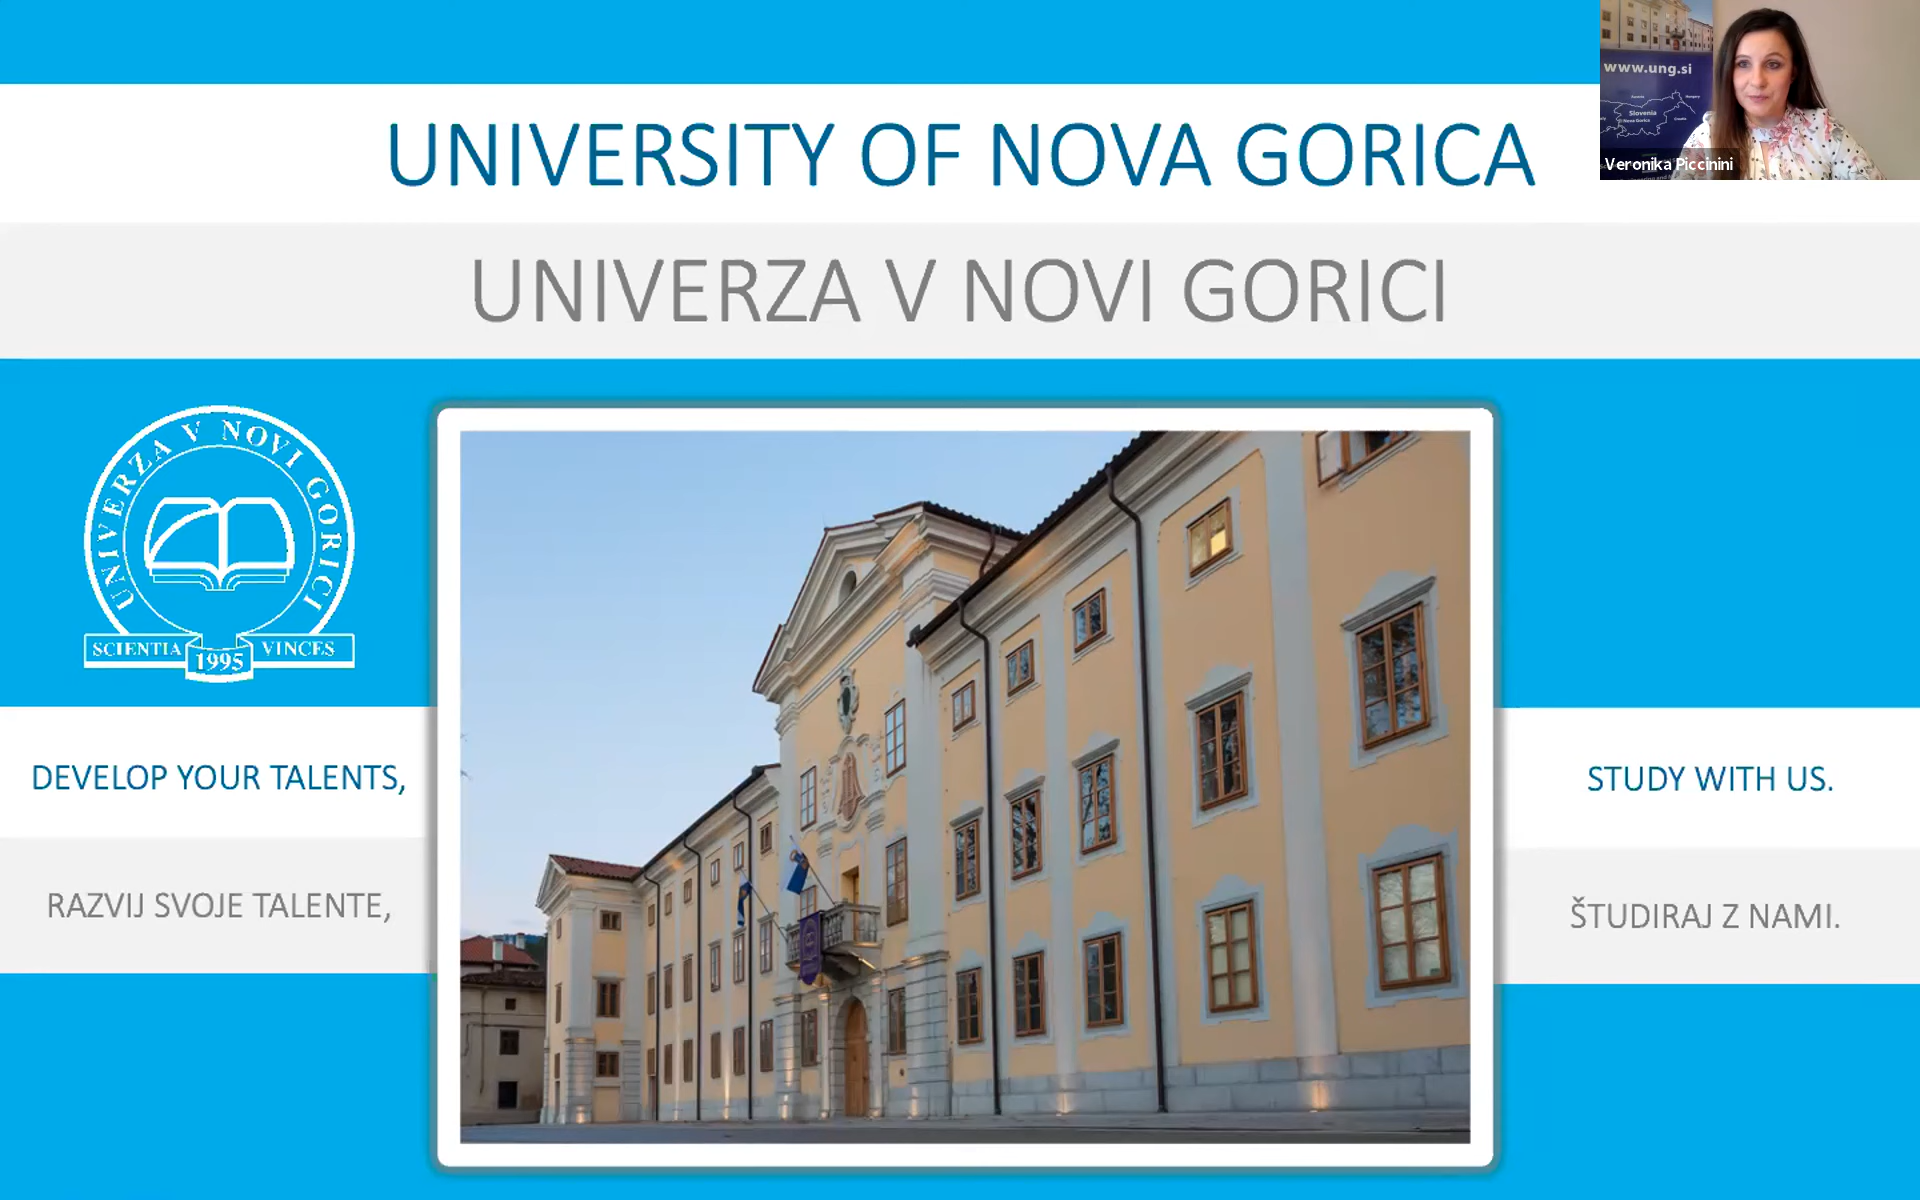 UNIVERSITY OF NOVA GORICA
UNIVERZA V NOVI GORICI
www.ung.si
Slovenia
Veronika Piccinini
UNIVERZA V NOVI GORICI
SCIENTIA 1995 VINCES
DEVELOP YOUR TALENTS,
RAZVIJ SVOJE TALENTE,
STUDY WITH US.
ŠTUDIRAJ Z NAMI.